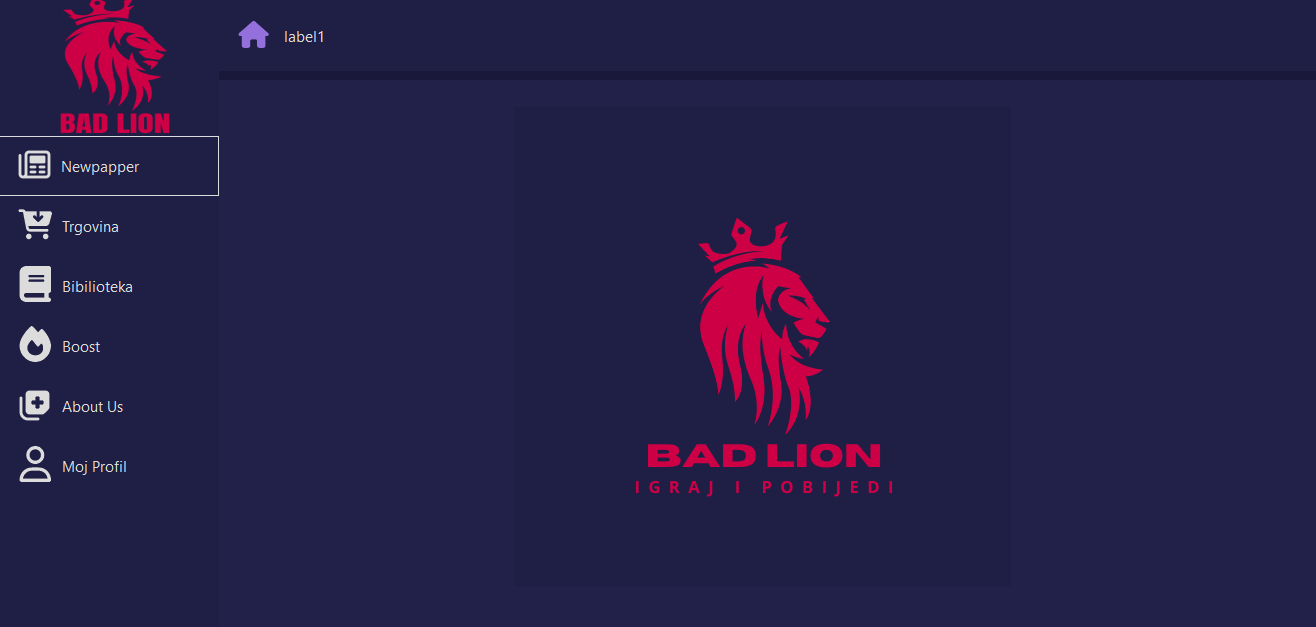 BAD LION
label1
Newpapper
Trgovina
Bibilioteka
Boost
About Us
Moj Profil
BAD LION
IGRAJ I POBIJEDI